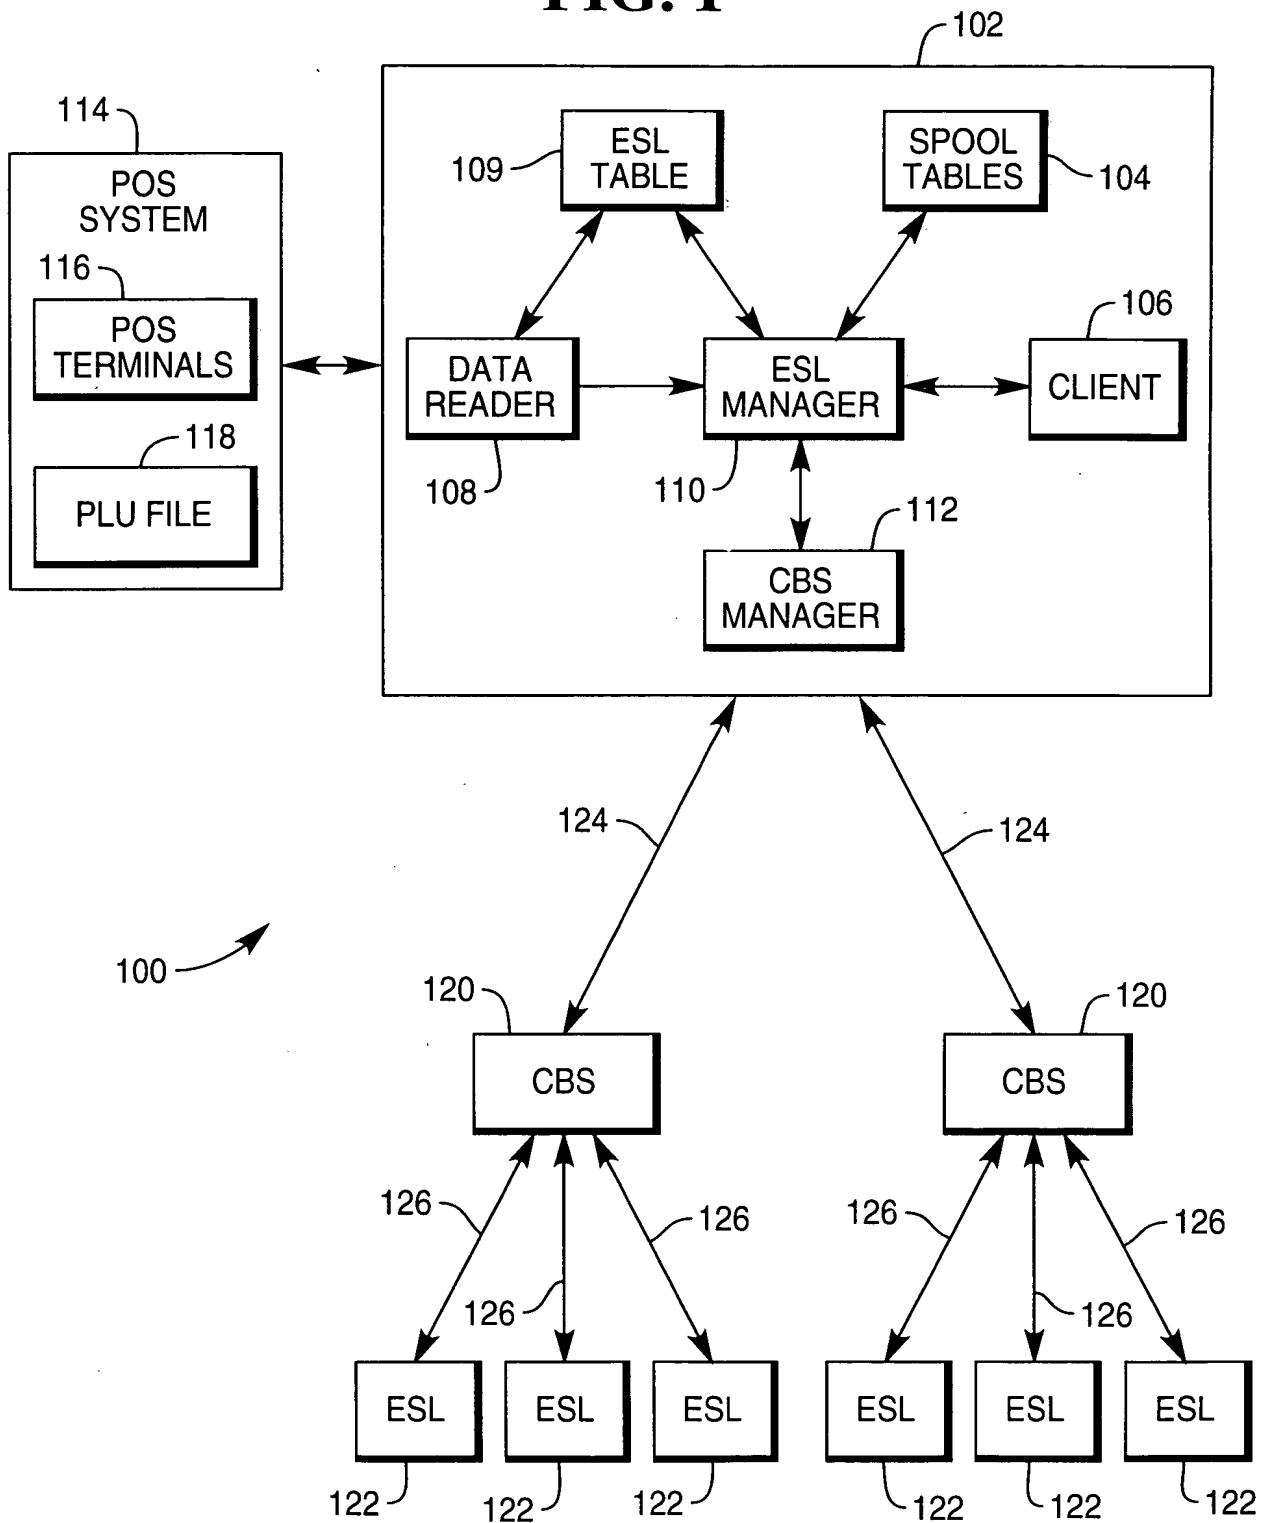 FIG. 1
102
114
POS
SYSTEM
116
POS
TERMINALS
118
PLU FILE
ESL
TABLE
109
SPOOL
TABLES
104
106
DATA
READER
108
ESL
MANAGER
110
CLIENT
112
CBS
MANAGER
124
124
100
120
CBS
120
CBS
126
126
126
126
126
126
ESL
ESL
ESL
ESL
ESL
ESL
122
122
122
122
122
122